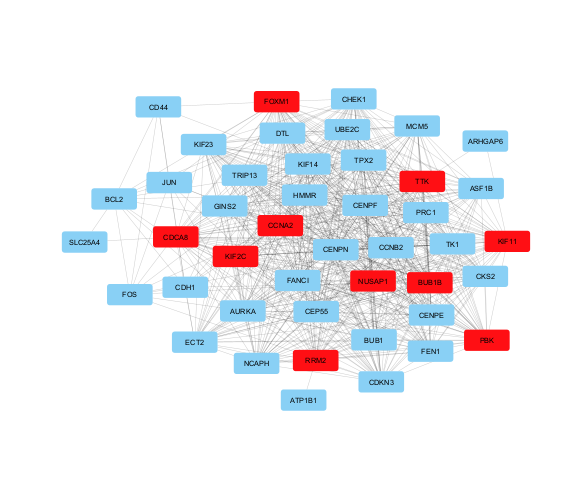 FOXM1
CHEK1
CD44
DTL
UBE2C
MCM5
KIF23
ARHGAP6
KIF14
TPX2
TRIP13
JUN
TTK
ASF1B
HMMR
BCL2
GINS2
CENPF
PRC1
CCNA2
CDCA8
SLC25A4
KIF11
TK1
CCNB2
CENPN
KIF2C
CKS2
FANCI
NUSAP1
BUB1B
CDH1
FOS
AURKA
CEP55
CENPE
ECT2
BUB1
PBK
FEN1
NCAPH
RRM2
CDKN3
ATP1B1